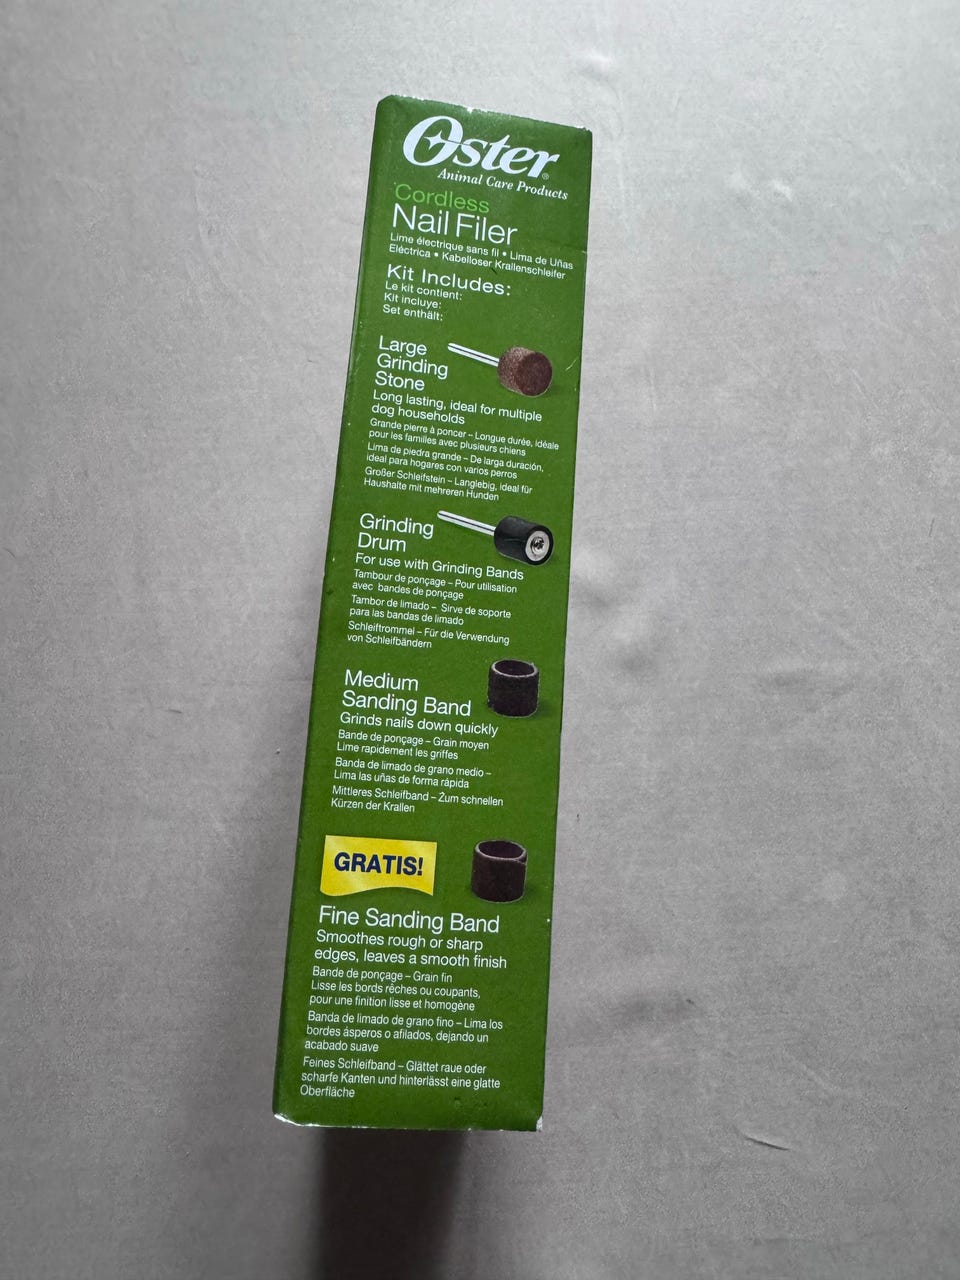 Oster®
Animal Care Products
Cordless
Nail Filer
Lime électrique sans fil • Lima de Uñas
Eléctrica • Kabelloser Krallenschleifer
Kit Includes:
Le kit contient:
Kit incluye:
Set enthält:
Large
Grinding
Stone
Long lasting, ideal for multiple
dog households
Grande pierre à poncer – Longue durée, idéale
pour les familles avec plusieurs chiens
Lima de piedra grande – De larga duración,
ideal para hogares con varios perros
Großer Schleifstein – Langlebig, ideal für
Haushalte mit mehreren Hunden
Grinding
Drum
For use with Grinding Bands
Tambour de ponçage – Pour utilisation
avec bandes de ponçage
Tambor de limado – Sirve de soporte
para las bandas de limado
Schleiftrommel – Für die Verwendung
von Schleifbändern
Medium
Sanding Band
Grinds nails down quickly
Bande de ponçage – Grain moyen
Lime rapidement les griffes
Banda de limado de grano medio –
Lima las uñas de forma rápida
Mittleres Schleifband – Zum schnellen
Kürzen der Krallen
GRATIS!
Fine Sanding Band
Smoothes rough or sharp
edges, leaves a smooth finish
Bande de ponçage – Grain fin
Lisse les bords rêches ou coupants,
pour une finition lisse et homogène
Banda de limado de grano fino – Lima los
bordes ásperos o afilados, dejando un
acabado suave
Feines Schleifband – Glättet raue oder
scharfe Kanten und hinterlässt eine glatte
Oberfläche